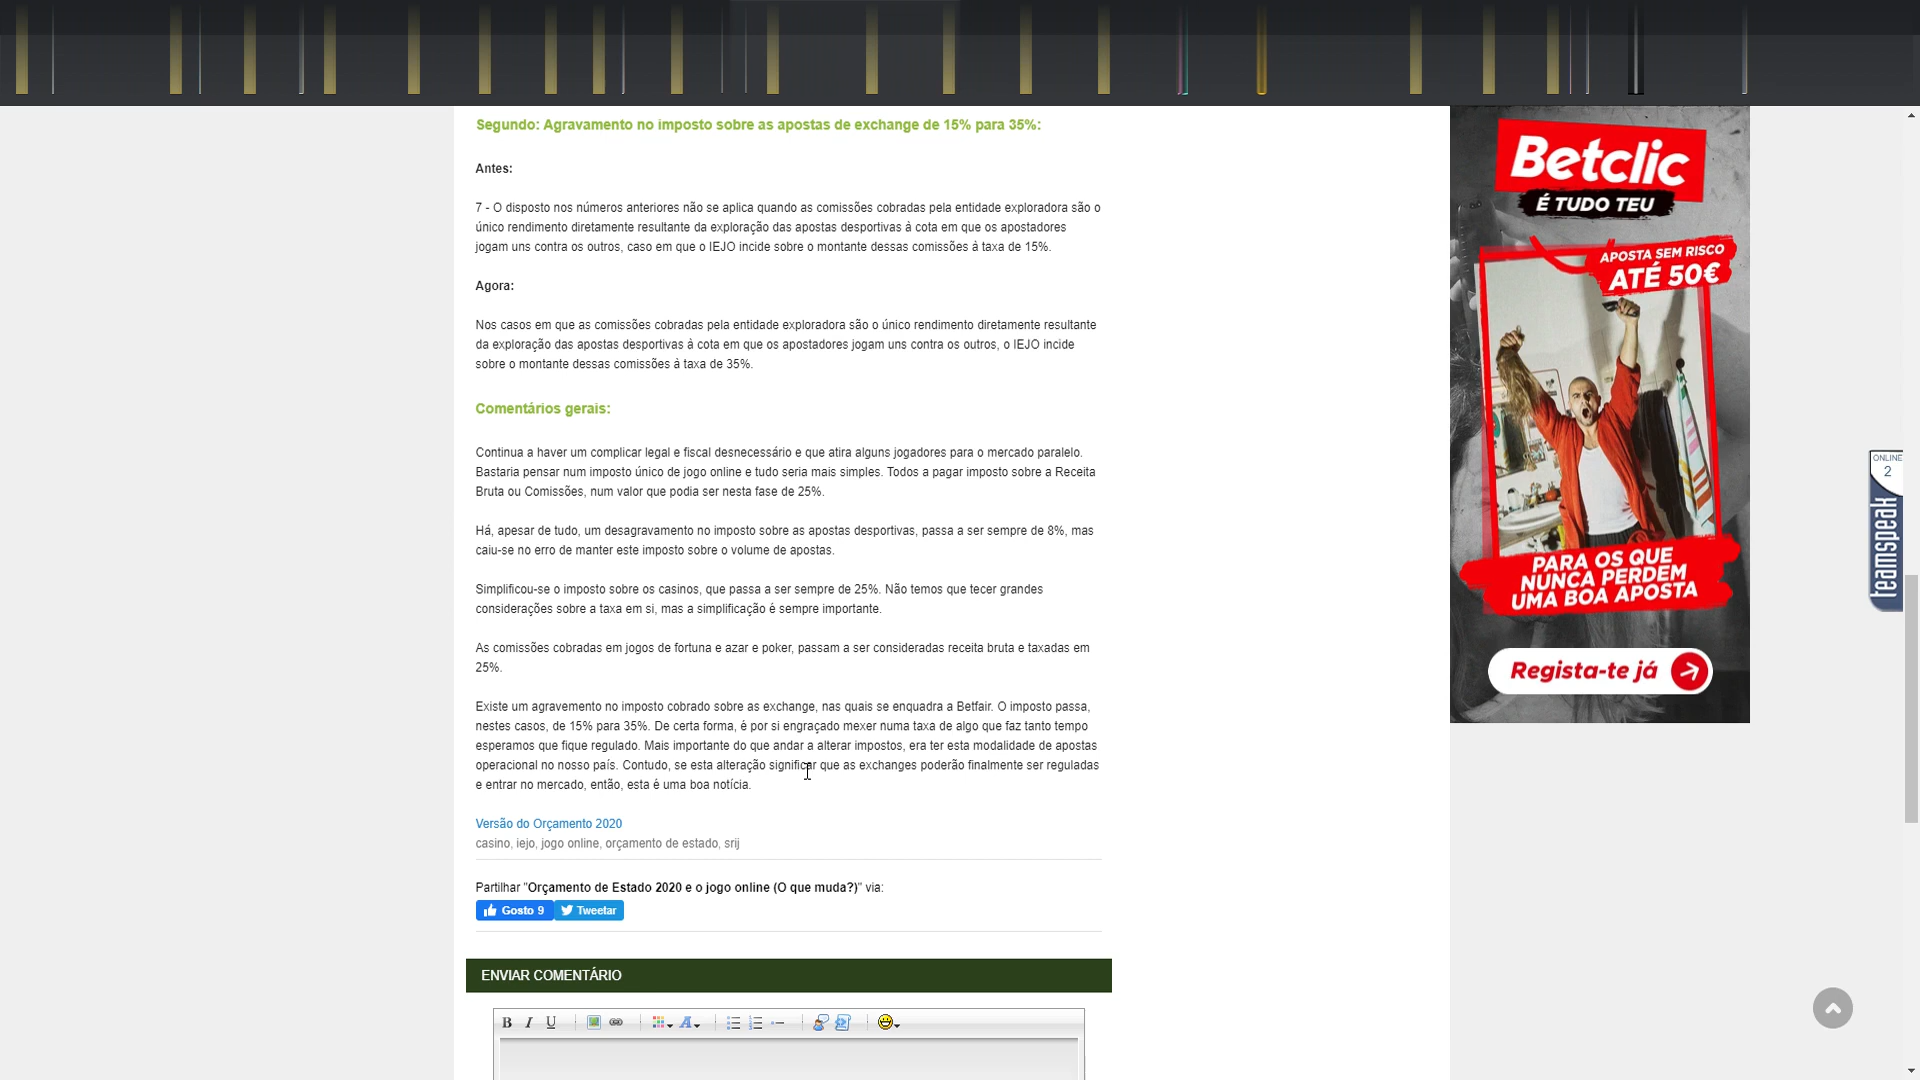 Segundo: Agravamento no imposto sobre as apostas de exchange de 15% para 35%:
Antes:
7 - O disposto nos números anteriores não se aplica quando as comissões cobradas pela entidade exploradora são o
único rendimento diretamente resultante da exploração das apostas desportivas à cota em que os apostadores
jogam uns contra os outros, caso em que o IEJO incide sobre o montante dessas comissões à taxa de 15%.
Agora:
Nos casos em que as comissões cobradas pela entidade exploradora são o único rendimento diretamente resultante
da exploração das apostas desportivas à cota em que os apostadores jogam uns contra os outros, o IEJO incide
sobre o montante dessas comissões à taxa de 35%.
Comentários gerais:
Continua a haver um complicar legal e fiscal desnecessário e que atira alguns jogadores para o mercado paralelo.
Bastaria pensar num imposto único de jogo online e tudo seria mais simples. Todos a pagar imposto sobre a Receita
Bruta ou Comissões, num valor que podia ser nesta fase de 25%.
Há, apesar de tudo, um desagravamento no imposto sobre as apostas desportivas, passa a ser sempre de 8%, mas
caiu-se no erro de manter este imposto sobre o volume de apostas.
Simplificou-se o imposto sobre os casinos, que passa a ser sempre de 25%. Não temos que tecer grandes
considerações sobre a taxa em si, mas a simplificação é sempre importante.
As comissões cobradas em jogos de fortuna e azar e poker, passam a ser consideradas receita bruta e taxadas em
25%.
Existe um agravemento no imposto cobrado sobre as exchange, nas quais se enquadra a Betfair. O imposto passa,
nestes casos, de 15% para 35%. De certa forma, é por si engraçado mexer numa taxa de algo que faz tanto tempo
esperamos que fique regulado. Mais importante do que andar a alterar impostos, era ter esta modalidade de apostas
operacional no nosso país. Contudo, se esta alteração significar que as exchanges poderão finalmente ser reguladas
e entrar no mercado, então, esta é uma boa notícia.
Versão do Orçamento 2020
casino, iejo, jogo online, orçamento de estado, srij
Partilhar "Orçamento de Estado 2020 e o jogo online (O que muda?)" via:
Gosto 9 Tweetar
ENVIAR COMENTÁRIO
B I U
Betclic
É TUDO TEU
APOSTA SEM RISCO
ATÉ 50€
PARA OS QUE
NUNCA PERDEM
UMA BOA APOSTA
Regista-te já
ONLINE
2
teamspeak